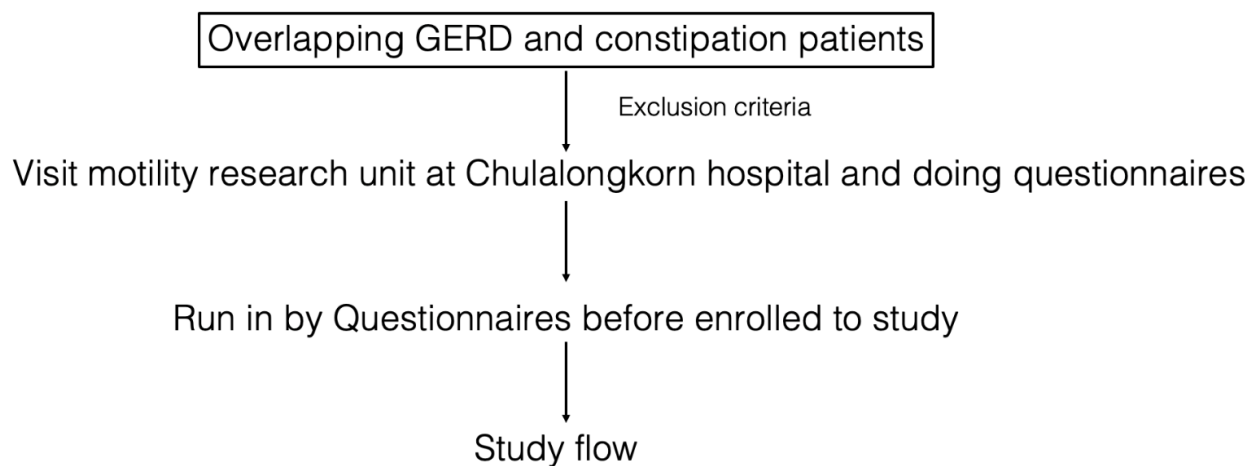 Overlapping GERD and constipation patients
Exclusion criteria
Visit motility research unit at Chulalongkorn hospital and doing questionnaires
Run in by Questionnaires before enrolled to study
Study flow